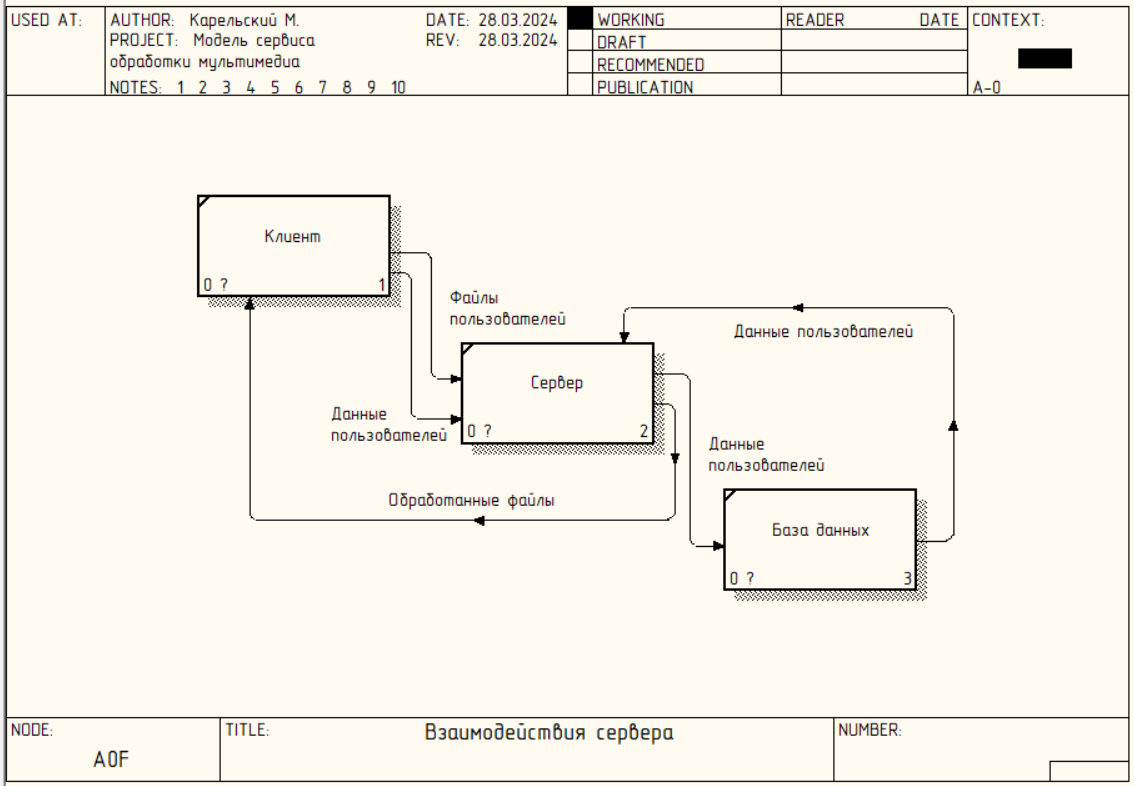 USED AT:
AUTHOR: Карельский М.
DATE: 28.03.2024
PROJECT: Модель сервиса
REV: 28.03.2024
обработки мультимедиа
NOTES: 1 2 3 4 5 6 7 8 9 10
WORKING
DRAFT
RECOMMENDED
PUBLICATION
READER DATE
CONTEXT:
A-0
Клиент
0 ?
1
Файлы
пользователей
Данные пользователей
Сервер
0 ?
2
Данные
пользователей
Данные
пользователей
Обработанные файлы
База данных
0 ?
3
NODE:
A0F
TITLE:
Взаимодействия сервера
NUMBER: